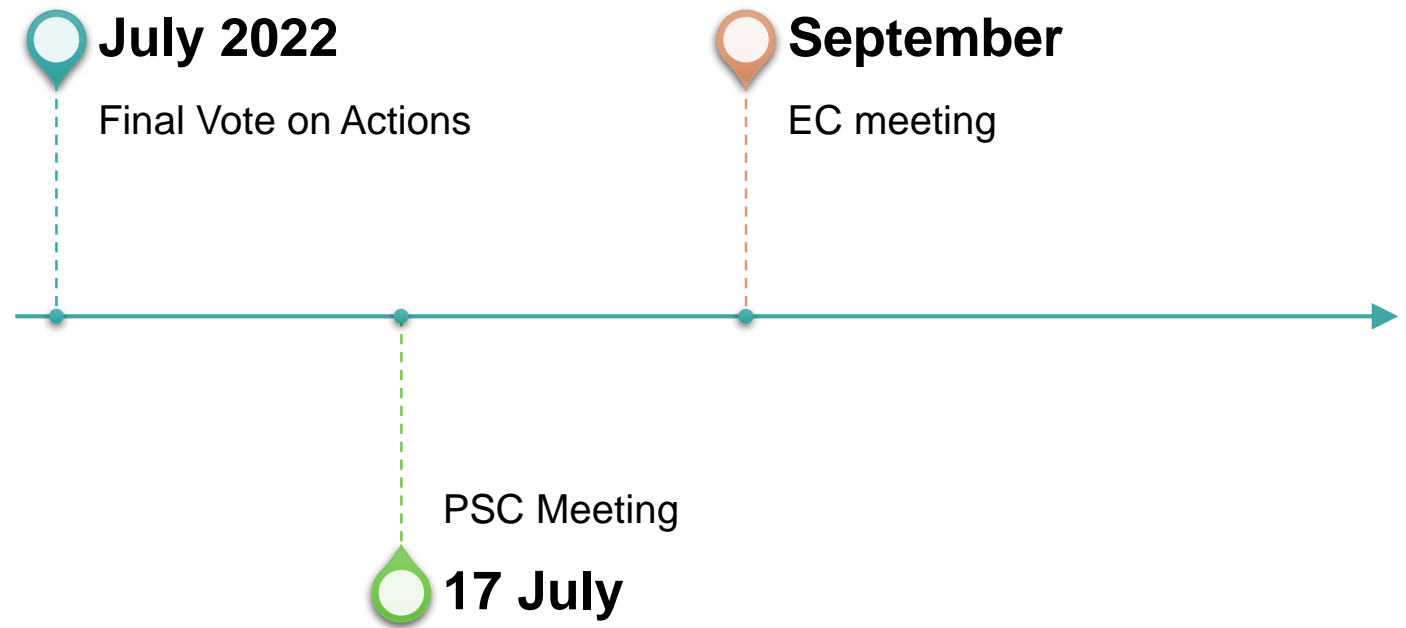 July 2022
Final Vote on Actions
September
EC meeting
PSC Meeting
17 July